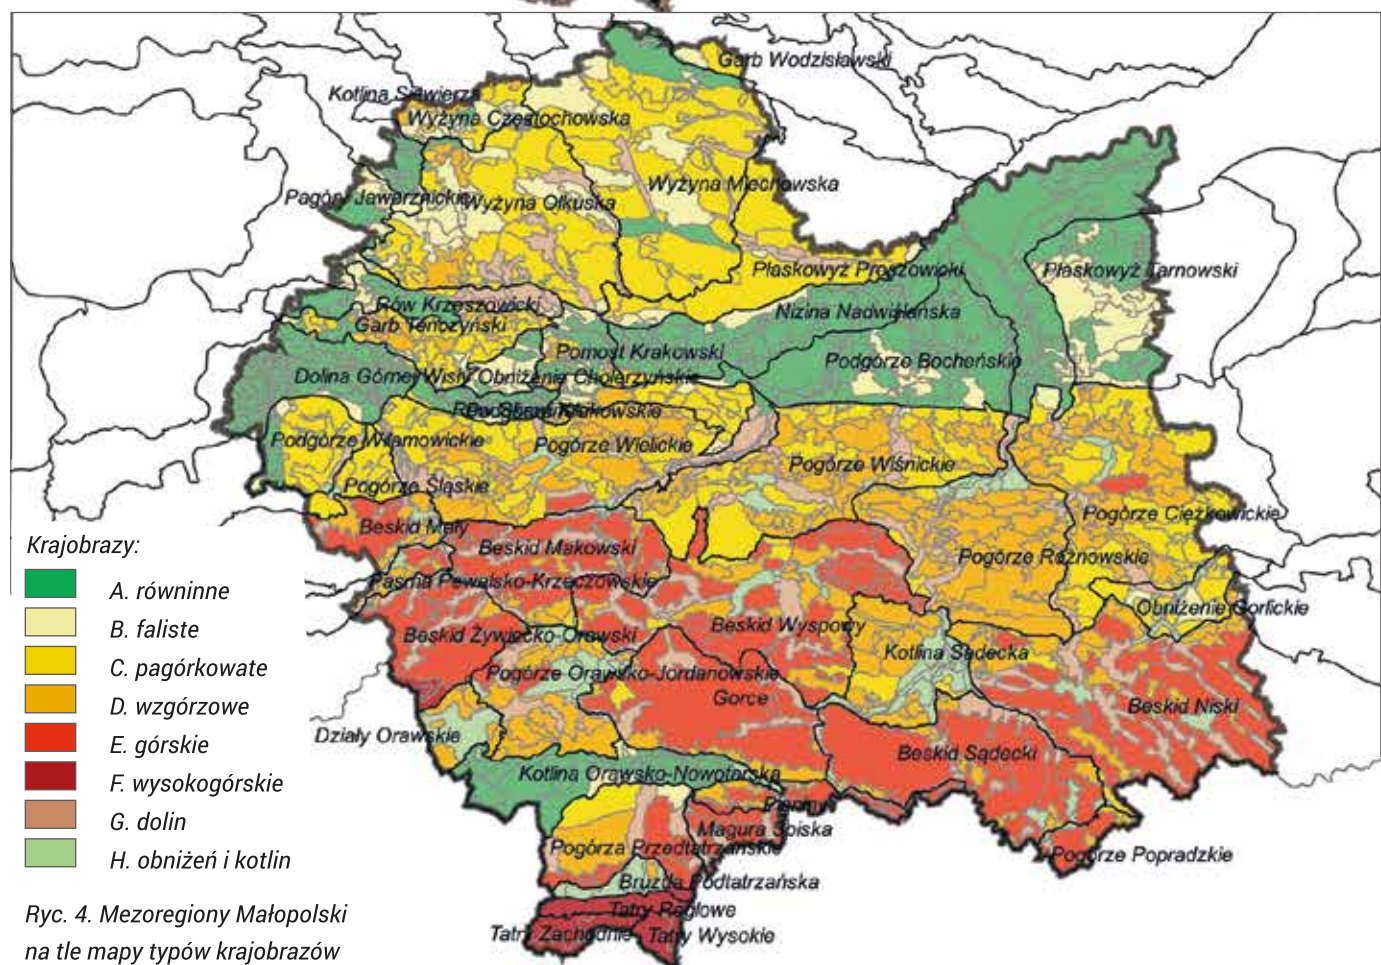 Garb Wodzisławski
Kotlina Siewierza
Wyżyna Częstochowska
Wyżyna Miechowska
Pagóry Jaworznickie
Wyżyna Olkuska
Płaskowyż Proszowicki
Płaskowyż Tarnowski
Rów Krzeszowicki
Nizina Nadwiślańska
Garb Tenczyński
Pomost Krakowski
Podgórze Bocheńskie
Dolina Górnej Wisły
Obniżenie Cholerzyńskie
Rów Skawiński
Podgórze Wilamowickie
Pogórze Wielickie
Pogórze Wiśnickie
Pogórze Śląskie
Pogórze Ciężkowickie
Beskid Mały
Beskid Makowski
Pogórze Rożnowskie
Pasma Pewelsko-Krzeczowskie
Obniżenie Gorlickie
Beskid Żywiecko-Orawski
Beskid Wyspowy
Kotlina Sądecka
Pogórze Orawsko-Jordanowskie
Gorce
Beskid Niski
Działy Orawskie
Beskid Sądecki
Kotlina Orawsko-Nowotarska
Pieniny
Magura Spiska
Pogórza Przedtatrzańskie
Pogórze Popradzkie
Bruzda Podtatrzańska
Tatry Reglowe
Tatry Zachodnie
Tatry Wysokie
Krajobrazy:
A. równinne
B. faliste
C. pagórkowate
D. wzgórzowe
E. górskie
F. wysokogórskie
G. dolin
H. obniżeń i kotlin
Ryc. 4. Mezoregiony Małopolski
na tle mapy typów krajobrazów